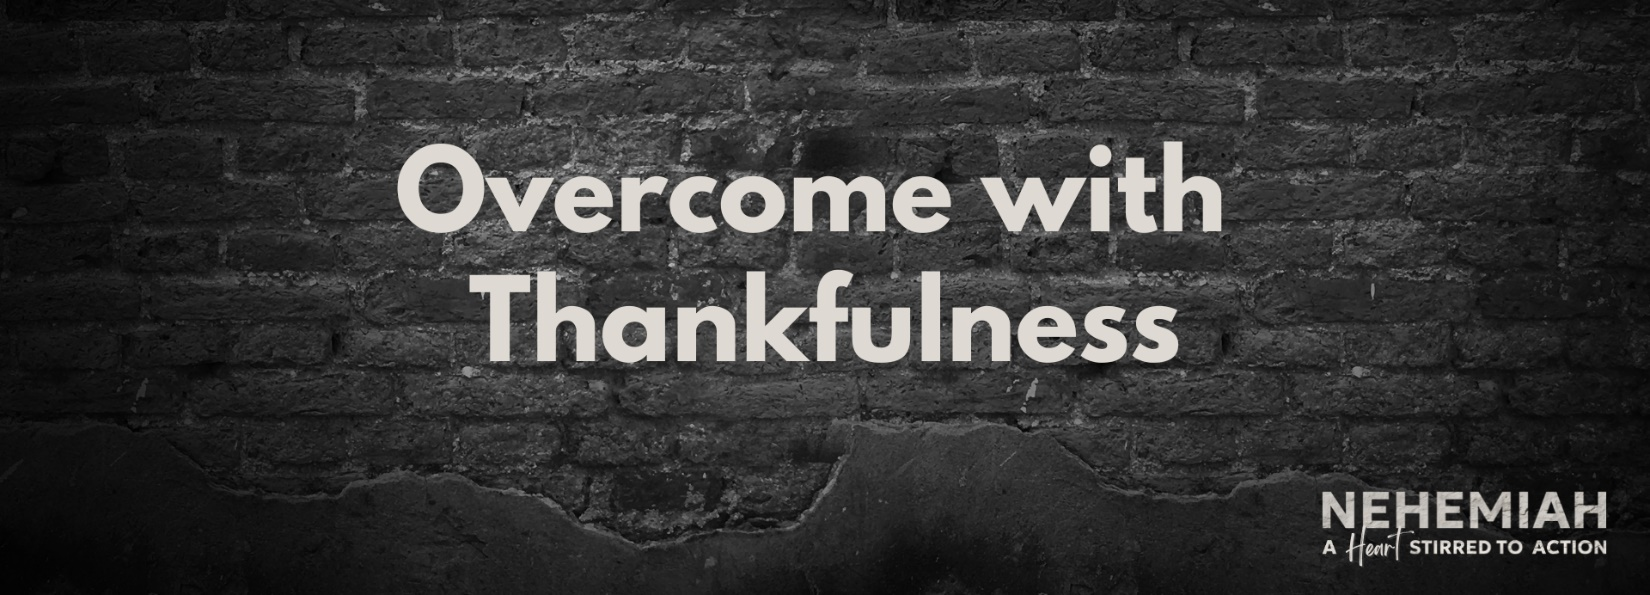 Overcome with
Thankfulness
NEHEMIAH
A Heart STIRRED TO ACTION